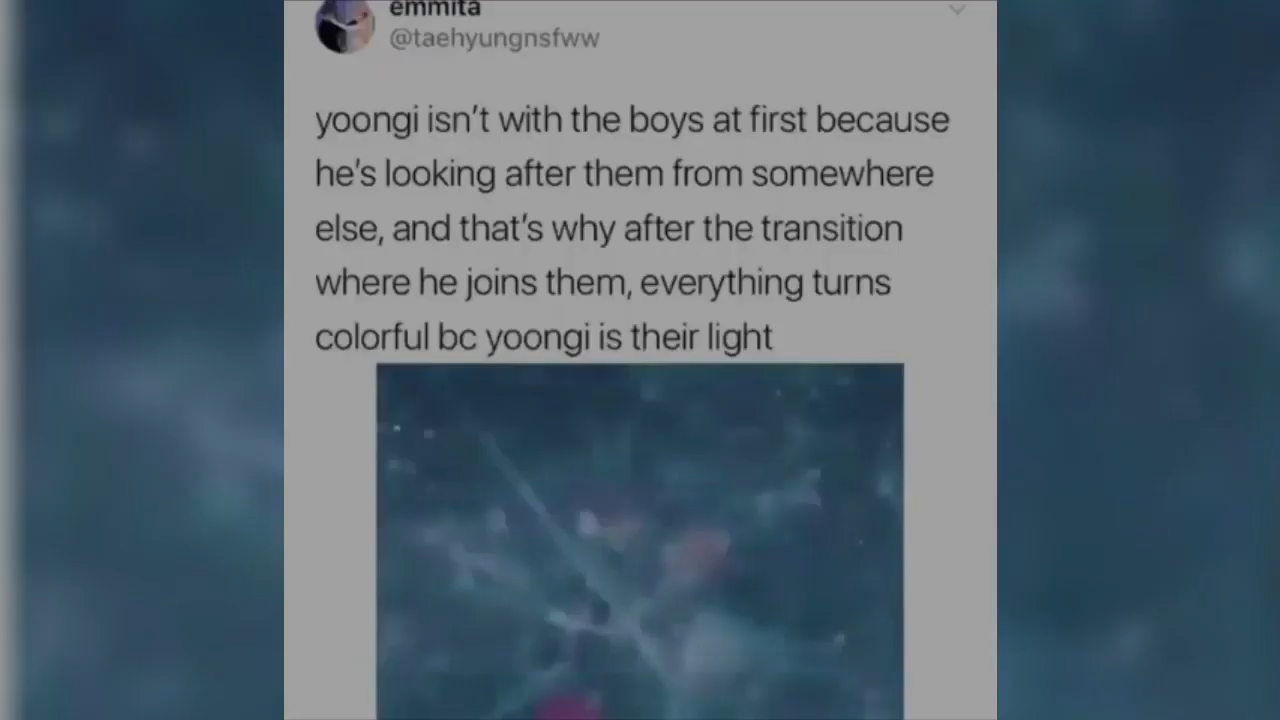 emmita
@taehyungnsfww
yoongi isn't with the boys at first because
he's looking after them from somewhere
else, and that's why after the transition
where he joins them, everything turns
colorful bc yoongi is their light